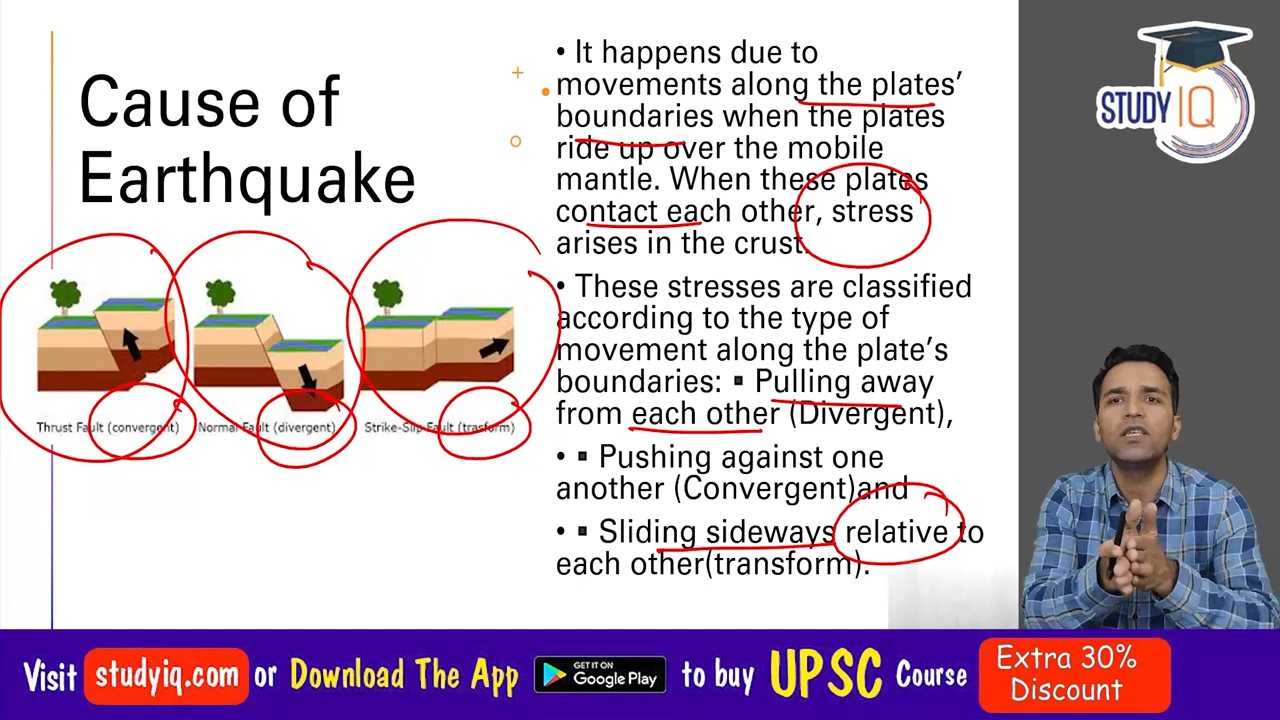 Cause of
Earthquake
Thrust Fault (convergent)
Normal Fault (divergent)
Strike-Slip Fault (trasform)
• It happens due to
movements along the plates’
boundaries when the plates
ride up over the mobile
mantle. When these plates
contact each other, stress
arises in the crust.
• These stresses are classified
according to the type of
movement along the plate’s
boundaries: ▪ Pulling away
from each other (Divergent),
• ▪ Pushing against one
another (Convergent)and
• ▪ Sliding sideways relative to
each other(transform).
STUDY IQ
Visit studyiq.com or Download The App GET IT ON Google Play to buy UPSC Course
Extra 30%
Discount